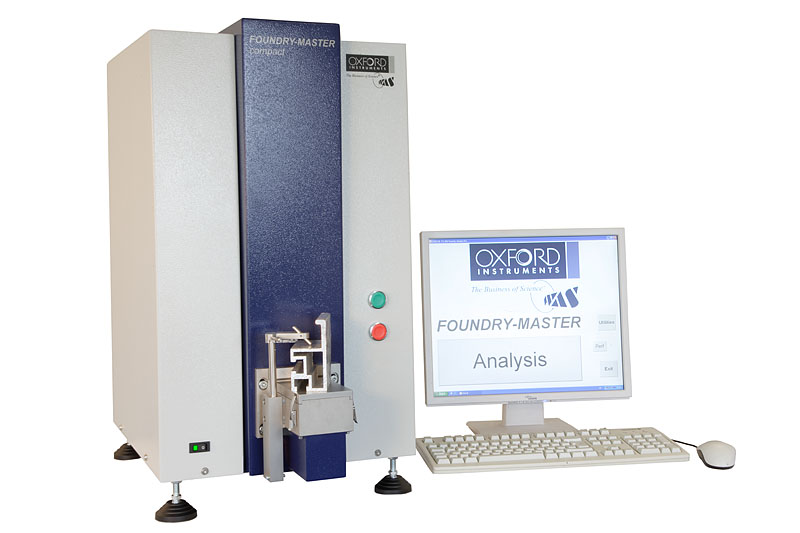 FOUNDRY-MASTER
compact
OXFORD
INSTRUMENTS
The Business of Science
OXFORD
INSTRUMENTS
The Business of Science
FOUNDRY-MASTER
Analysis
Utilities
Exit